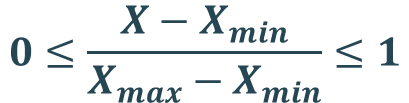 0 ≤ (X − X_min) / (X_max − X_min) ≤ 1